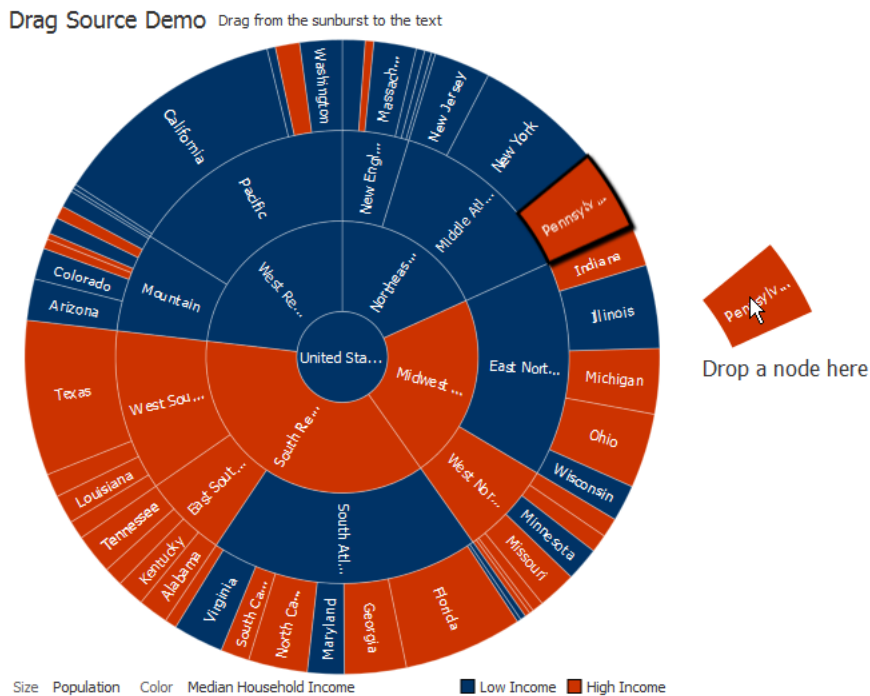 Drag Source Demo Drag from the sunburst to the text
Washington
Massach...
New Jersey
New York
California
Pacific
New Engl...
Middle Atl...
Pennsylv ...
Indiana
Colorado
Mountain
West Re...
Northeas...
Illinois
Pennsylv...
Arizona
United Sta...
East Nort...
Drop a node here
Texas
West Sou...
Midwest ...
Michigan
South Re...
Ohio
Louisiana
East Sout...
West Nor...
Wisconsin
Tennessee
South Atl...
Minnesota
Kentucky
Missouri
Alabama
Virginia
South Ca...
North Ca...
Maryland
Georgia
Florida
Size Population Color Median Household Income Low Income High Income